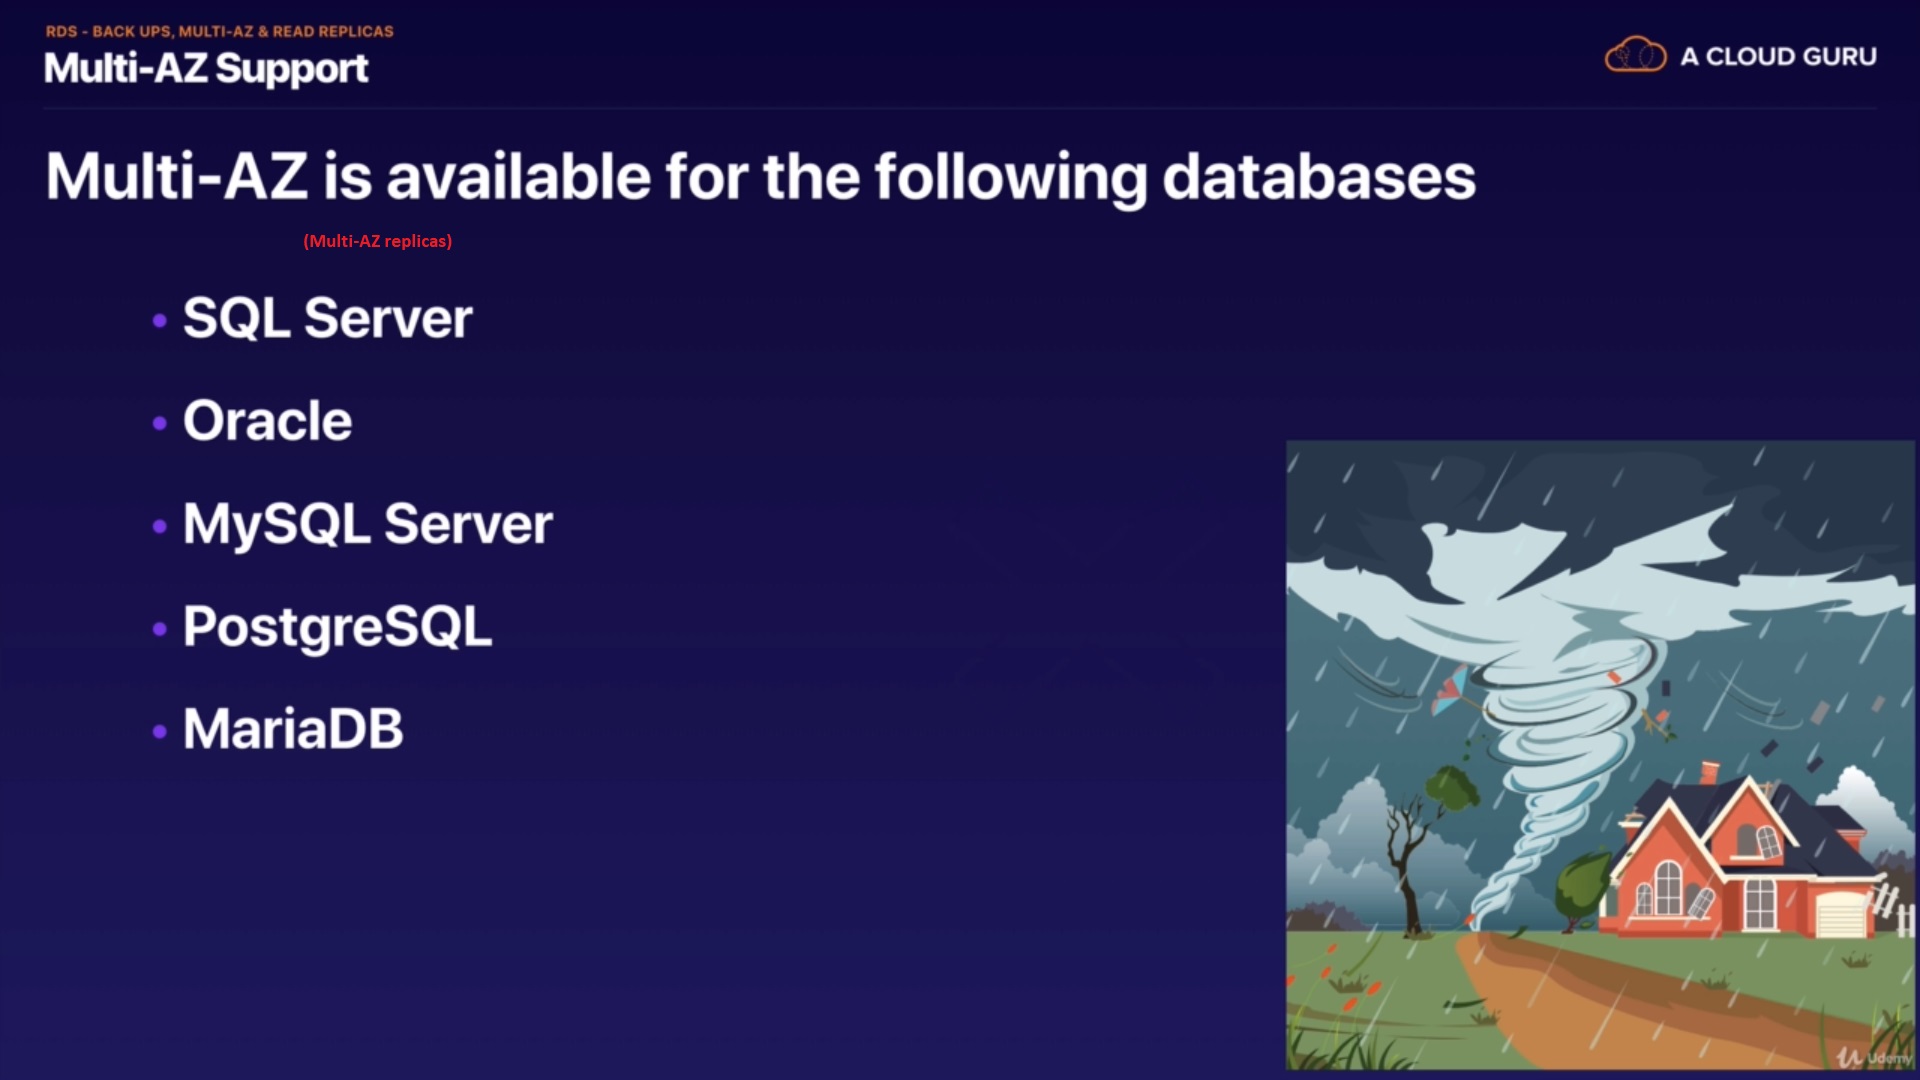 RDS - BACK UPS, MULTI-AZ & READ REPLICAS
Multi-AZ Support
A CLOUD GURU
Multi-AZ is available for the following databases
(Multi-AZ replicas)
• SQL Server
• Oracle
• MySQL Server
• PostgreSQL
• MariaDB
Udemy